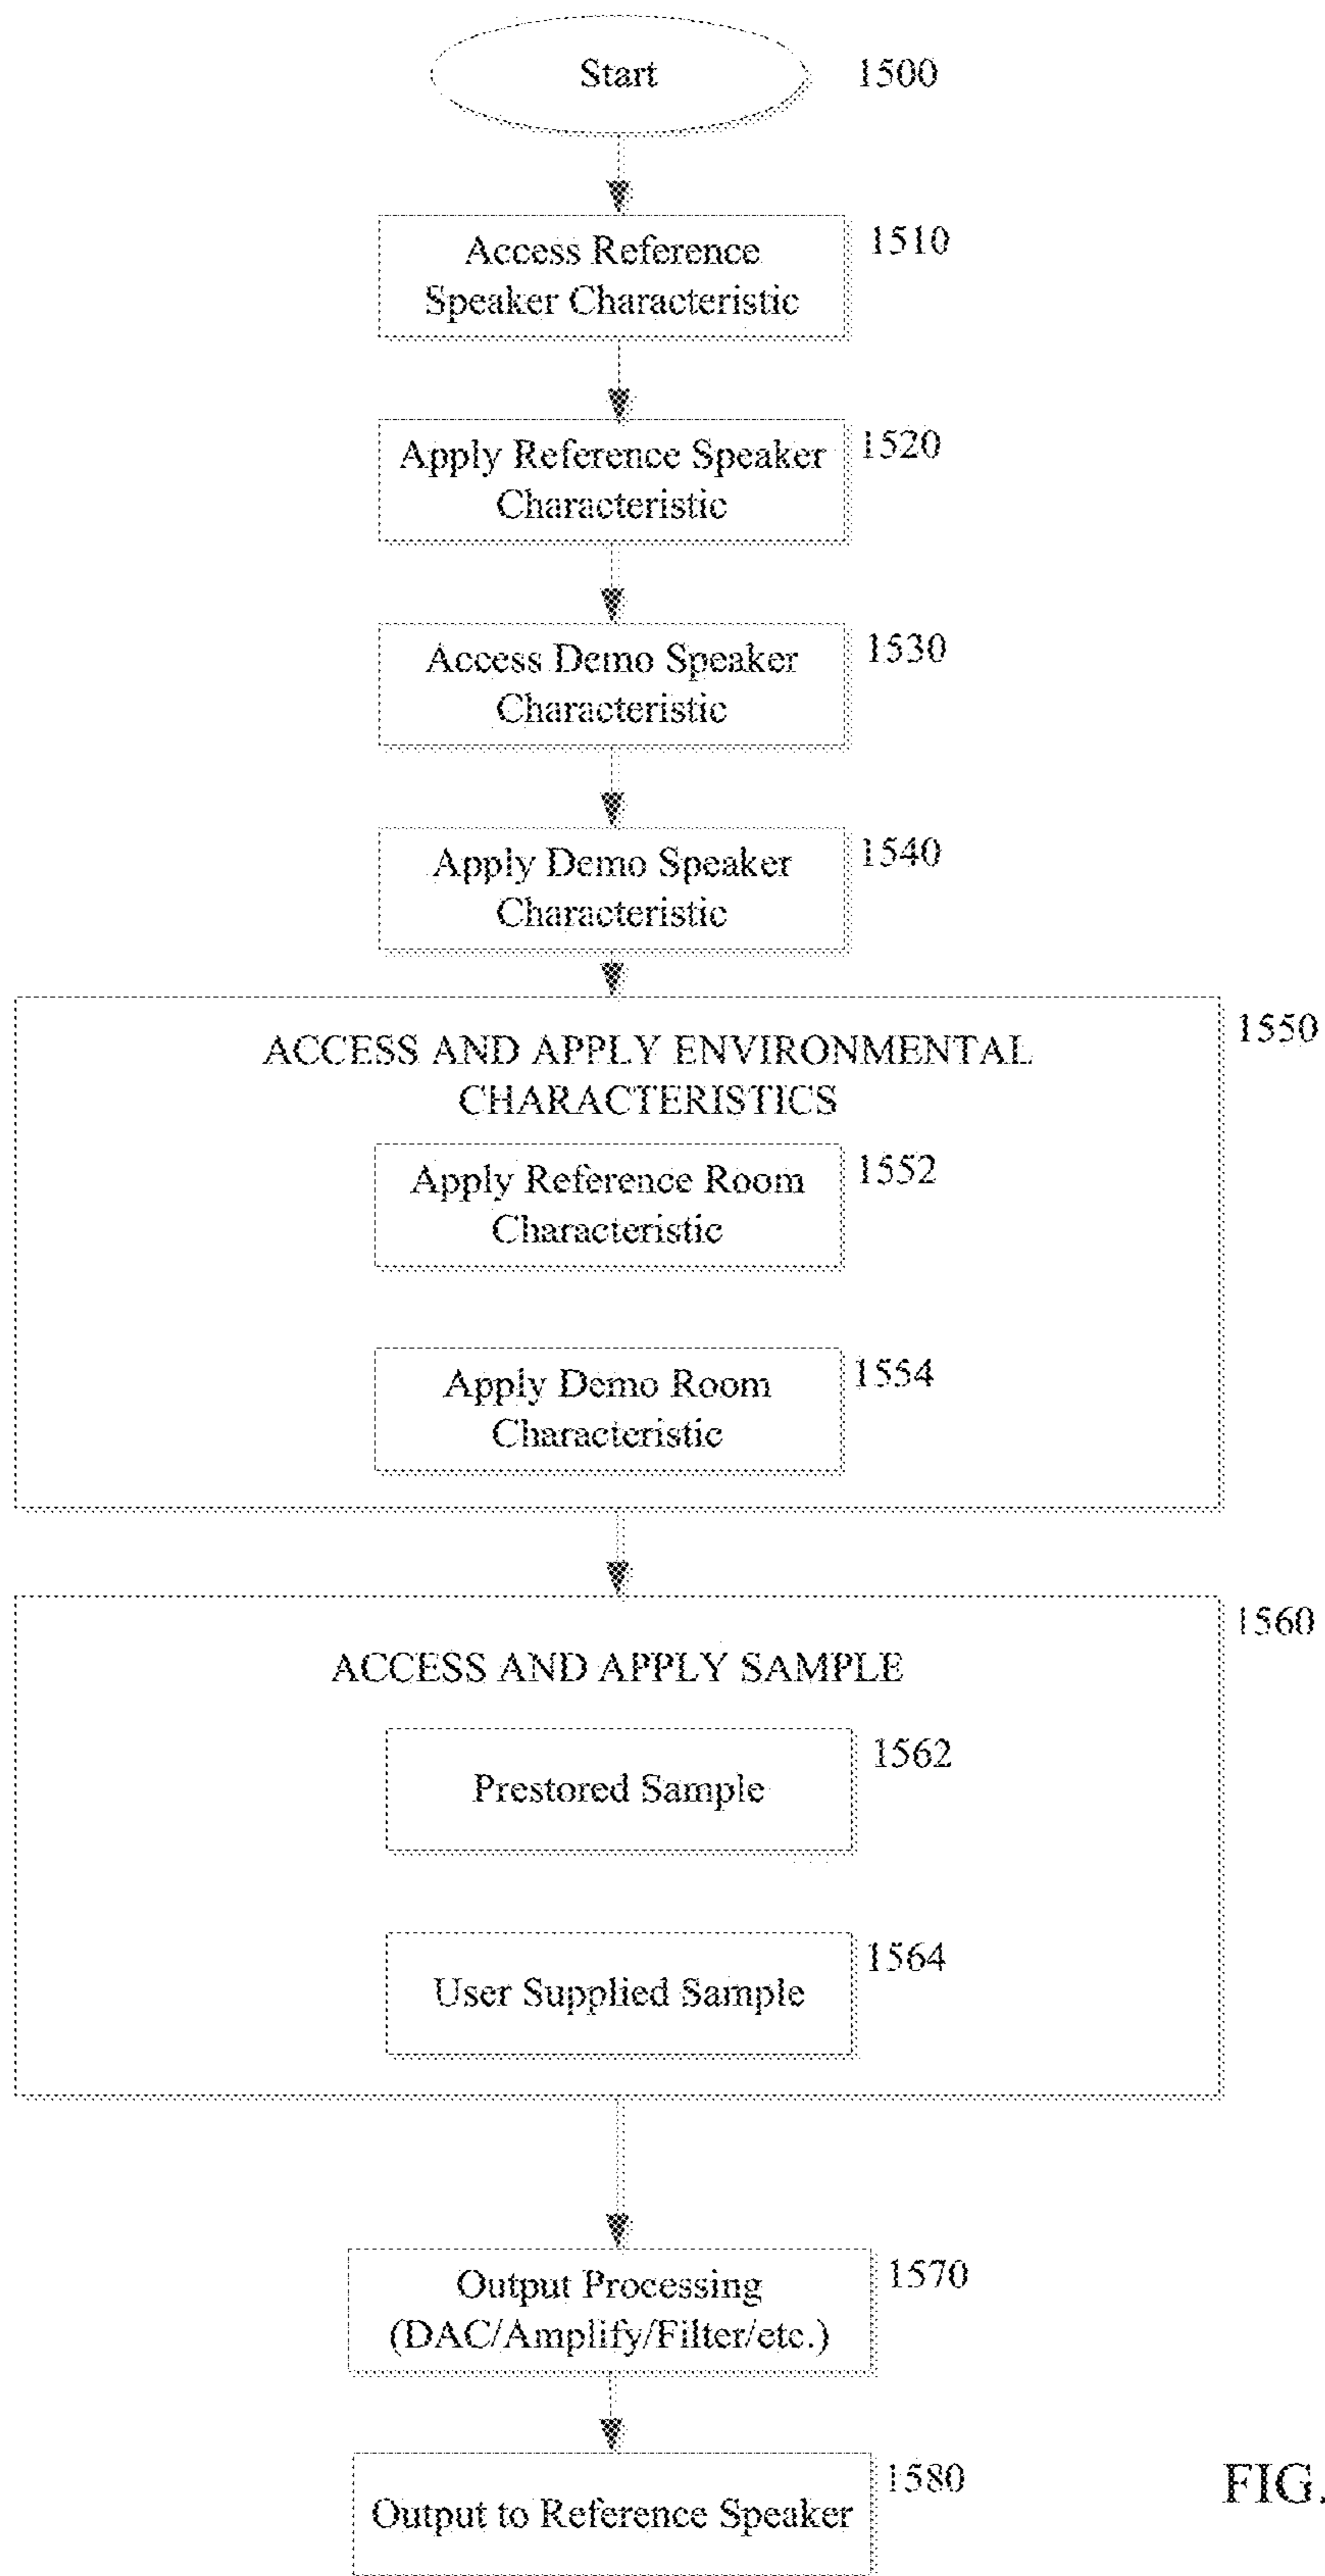 Start
1500
Access Reference
Speaker Characteristic
1510
Apply Reference Speaker
Characteristic
1520
Access Demo Speaker
Characteristic
1530
Apply Demo Speaker
Characteristic
1540
ACCESS AND APPLY ENVIRONMENTAL
CHARACTERISTICS
1550
Apply Reference Room
Characteristic
1552
Apply Demo Room
Characteristic
1554
ACCESS AND APPLY SAMPLE
1560
Prestored Sample
1562
User Supplied Sample
1564
Output Processing
(DAC/Amplify/Filter/etc.)
1570
Output to Reference Speaker
1580
FIG.